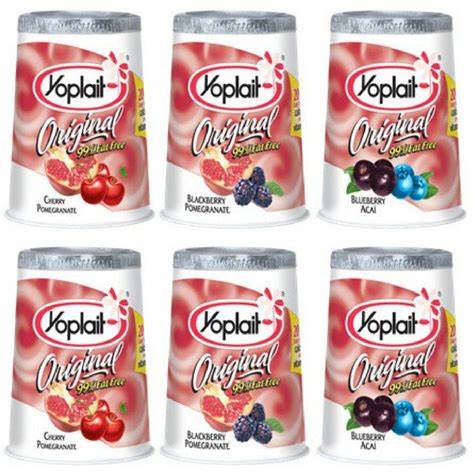 Yoplait
Original
99% Fat Free
CHERRY
POMEGRANATE
Yoplait
Original
99% Fat Free
BLACKBERRY
POMEGRANATE
Yoplait
Original
99% Fat Free
BLUEBERRY
ACAI
Yoplait
Original
99% Fat Free
CHERRY
POMEGRANATE
Yoplait
Original
99% Fat Free
BLACKBERRY
POMEGRANATE
Yoplait
Original
99% Fat Free
BLUEBERRY
ACAI